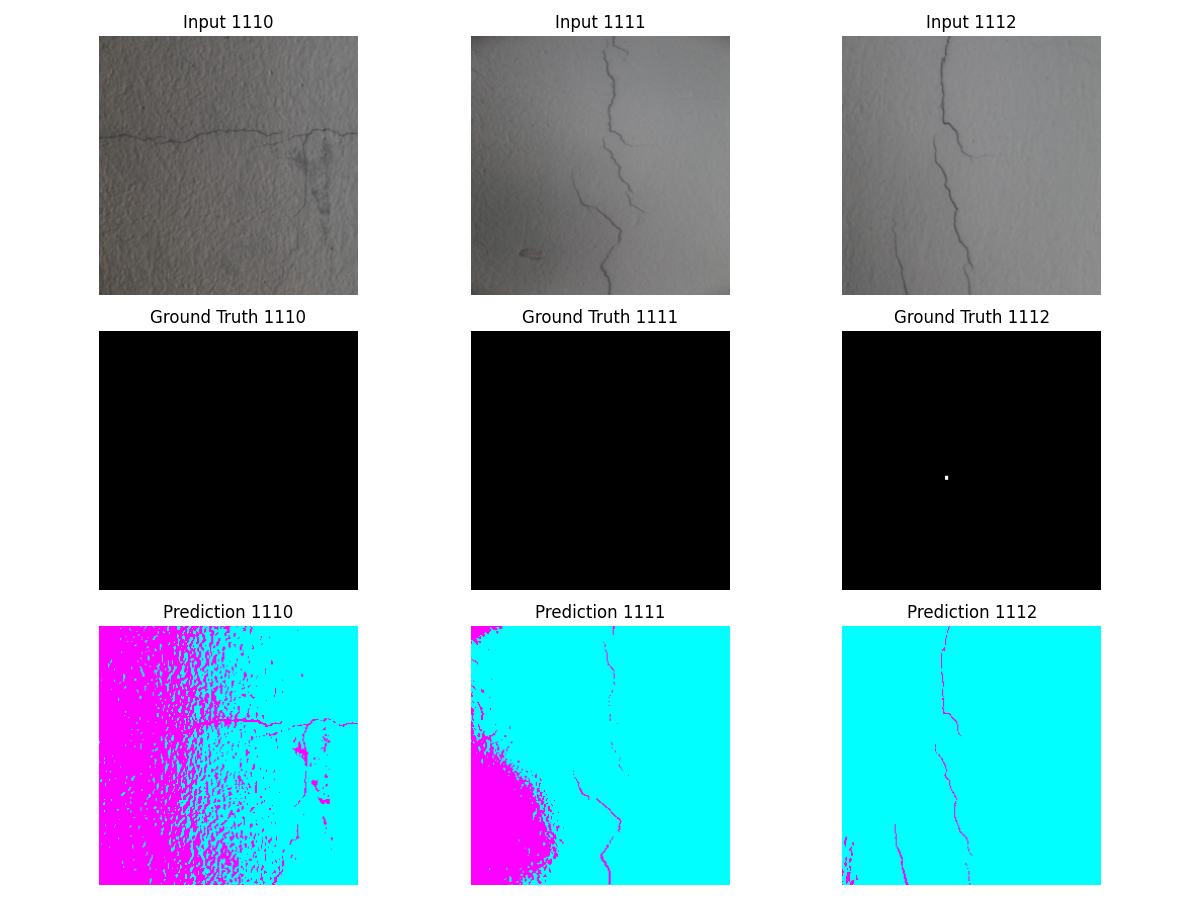 Input 1110
Input 1111
Input 1112
Ground Truth 1110
Ground Truth 1111
Ground Truth 1112
Prediction 1110
Prediction 1111
Prediction 1112